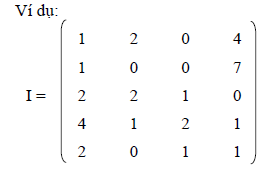 Ví dụ:
1 2 0 4
1 0 0 7
I = 2 2 1 0
4 1 2 1
2 0 1 1